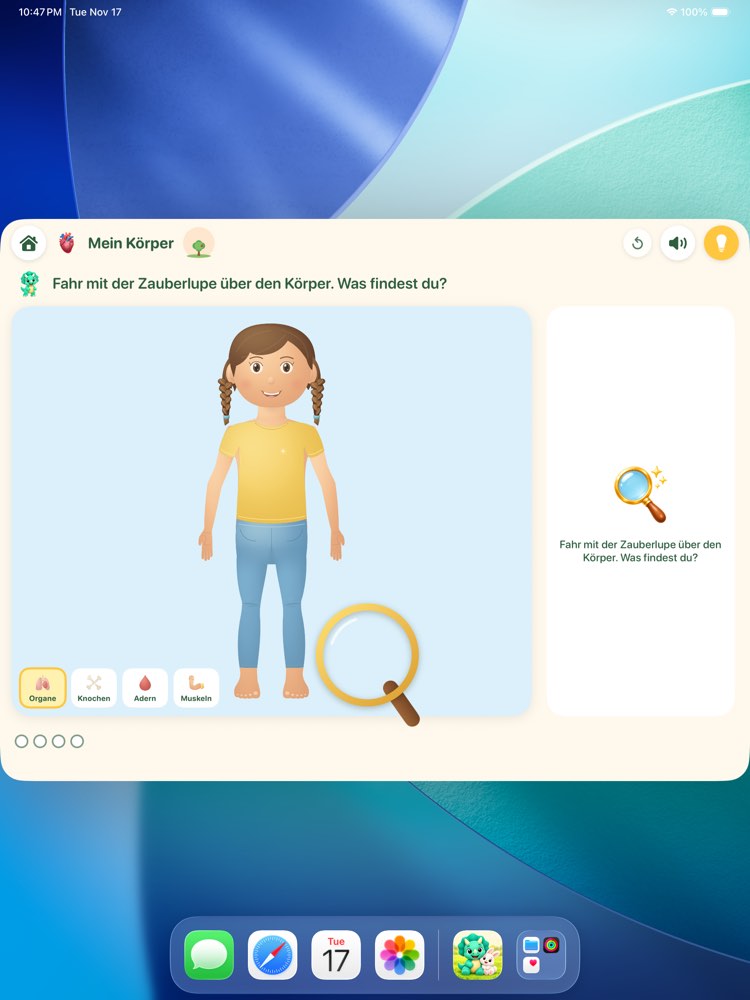 10:47 PM Tue Nov 17
100%
Mein Körper
Fahr mit der Zauberlupe über den Körper. Was findest du?
Fahr mit der Zauberlupe über den
Körper. Was findest du?
Organe
Knochen
Adern
Muskeln
Tue
17